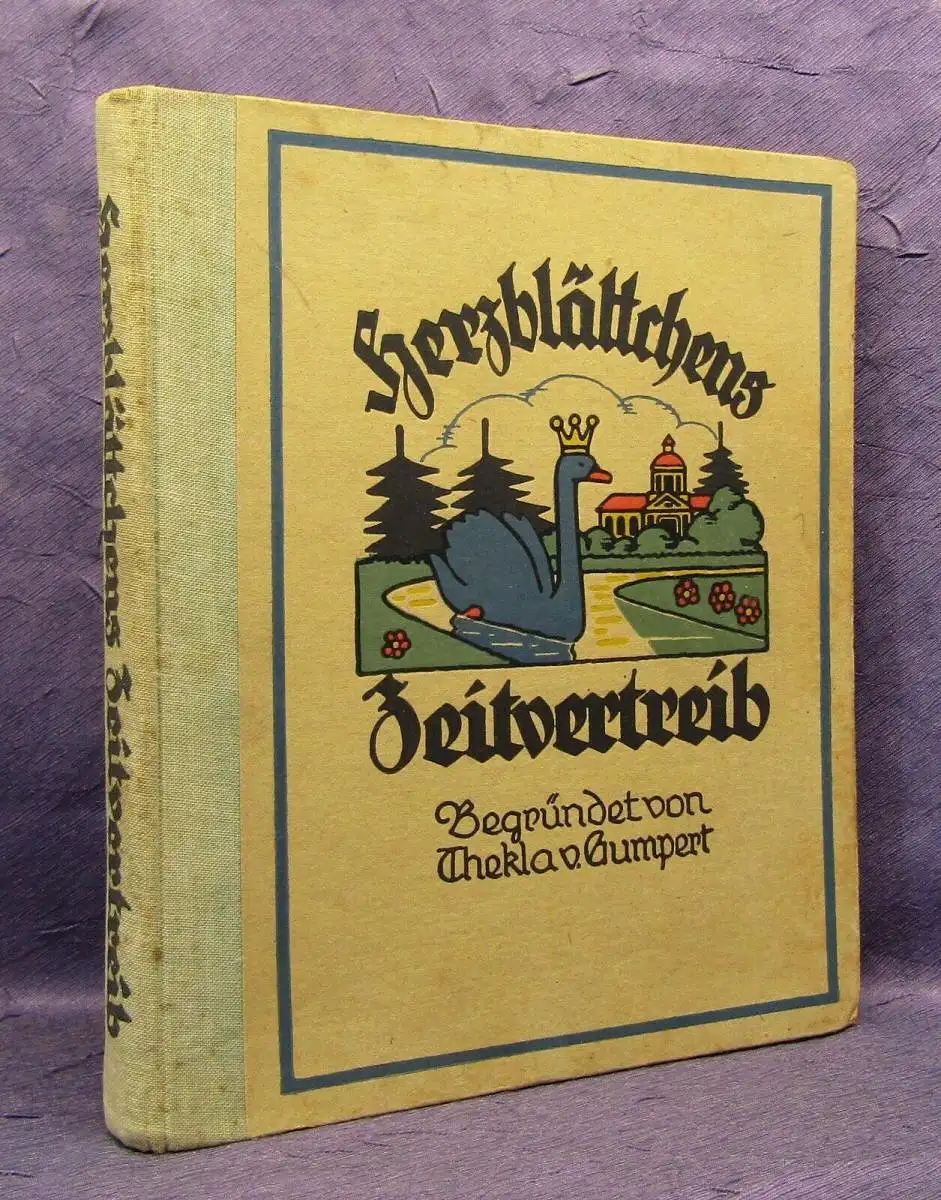 Herzblättchens Zeitvertreib
Herzblättchens
Zeitvertreib
Begründet von
Thekla v. Gumpert